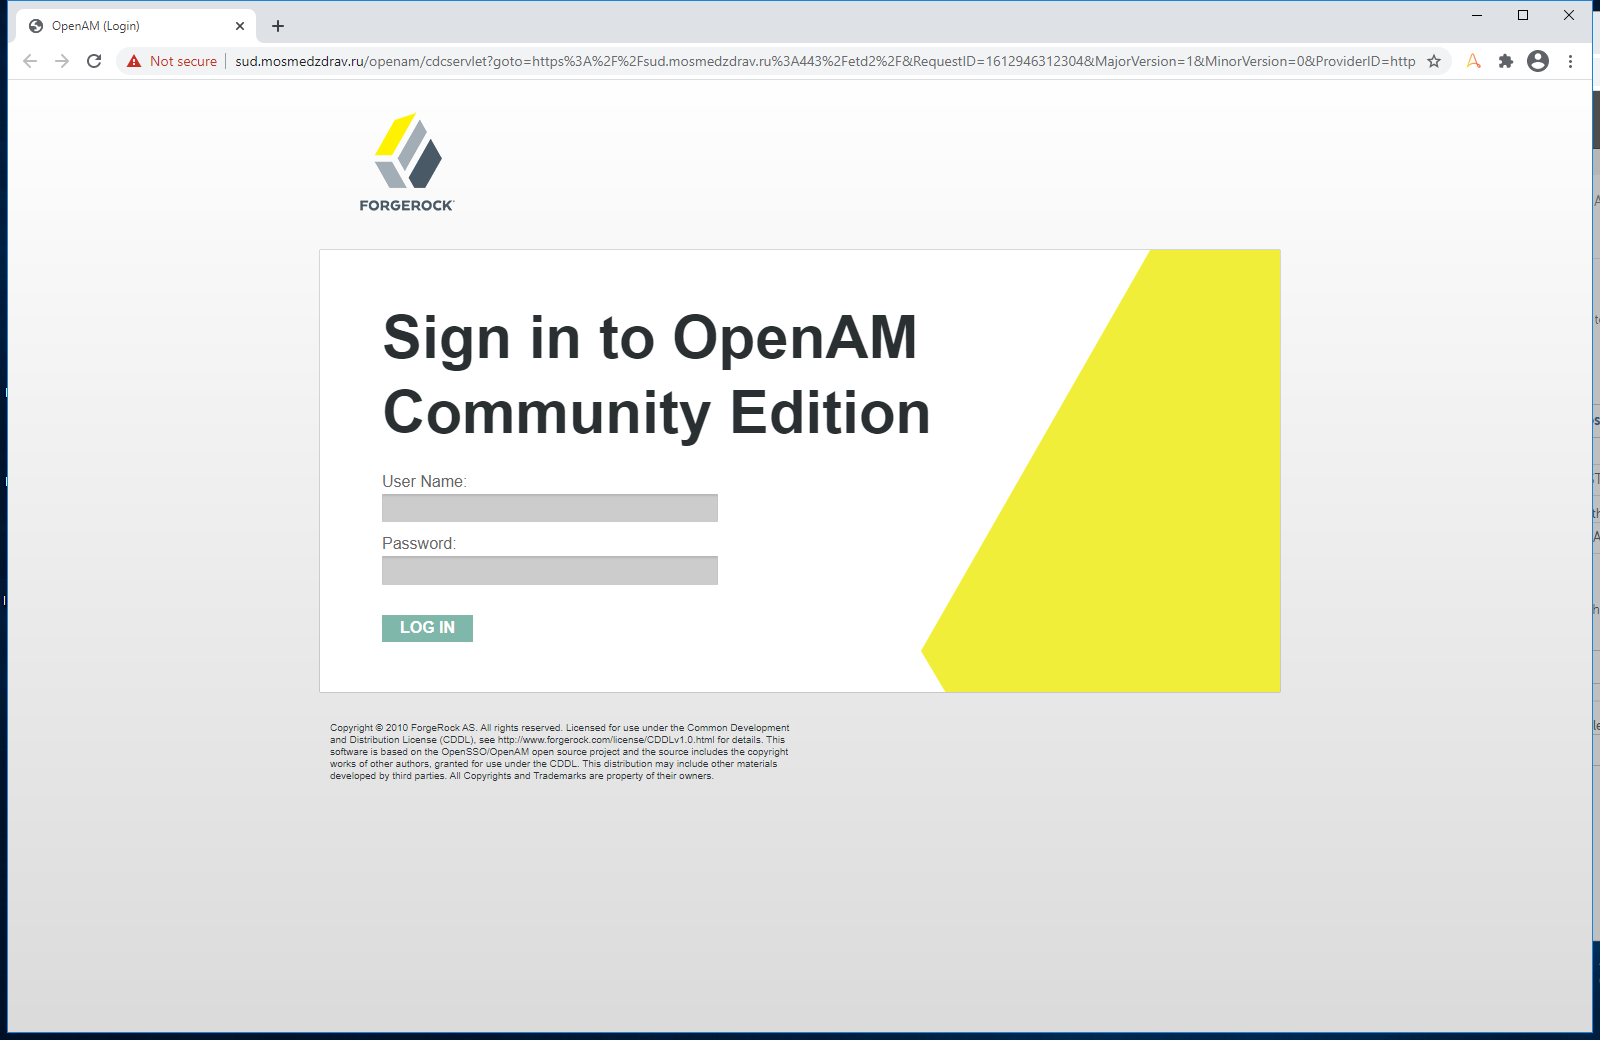 OpenAM (Login)
Not secure
sud.mosmedzdrav.ru/openam/cdcservlet?goto=https%3A%2F%2Fsud.mosmedzdrav.ru%3A443%2Fetd2%2F&RequestID=1612946312304&MajorVersion=1&MinorVersion=0&ProviderID=http
FORGEROCK
Sign in to OpenAM
Community Edition
User Name:
Password:
LOG IN
Copyright © 2010 ForgeRock AS. All rights reserved. Licensed for use under the Common Development
and Distribution License (CDDL), see http://www.forgerock.com/license/CDDLv1.0.html for details. This
software is based on the OpenSSO/OpenAM open source project and the source includes the copyright
works of other authors, granted for use under the CDDL. This distribution may include other materials
developed by third parties. All Copyrights and Trademarks are property of their owners.